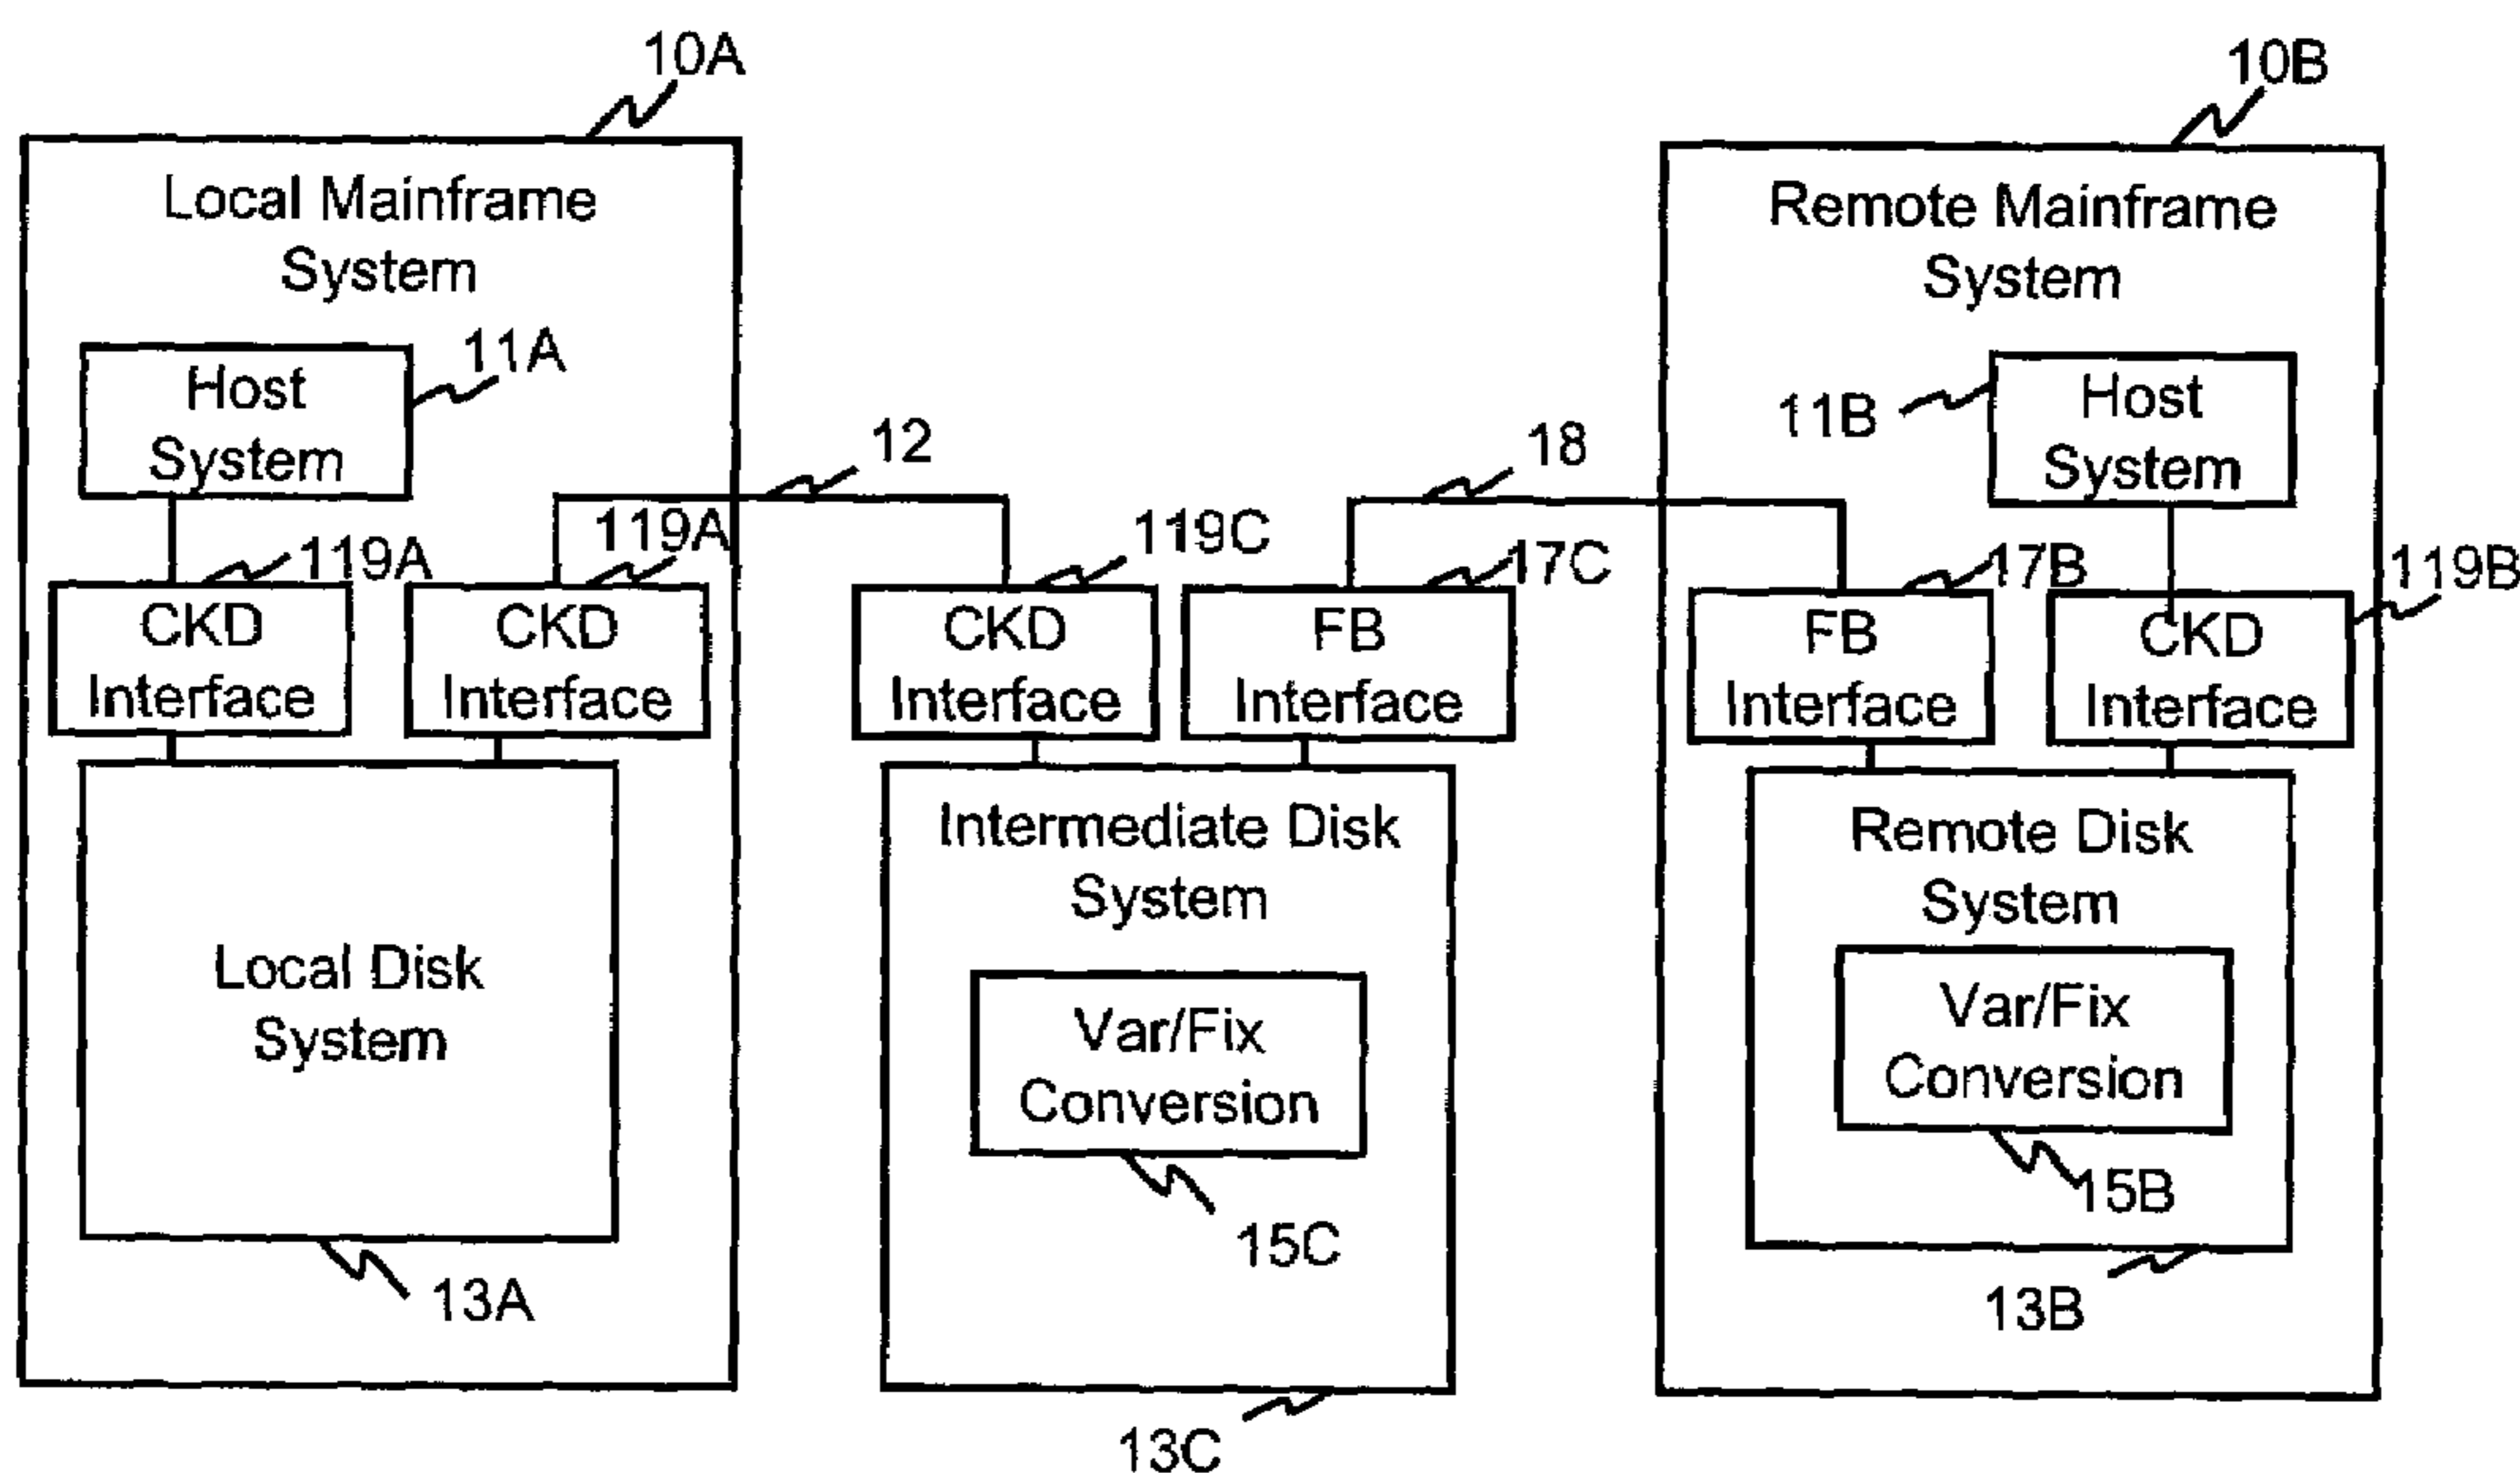 10A
10B
Local Mainframe
System
Remote Mainframe
System
11A
Host
System
11B
Host
System
12
18
119A
119A
119C
17C
17B
119B
CKD
Interface
CKD
Interface
CKD
Interface
FB
Interface
FB
Interface
CKD
Interface
Local Disk
System
Intermediate Disk
System
Remote Disk
System
Var/Fix
Conversion
Var/Fix
Conversion
15C
15B
13A
13B
13C